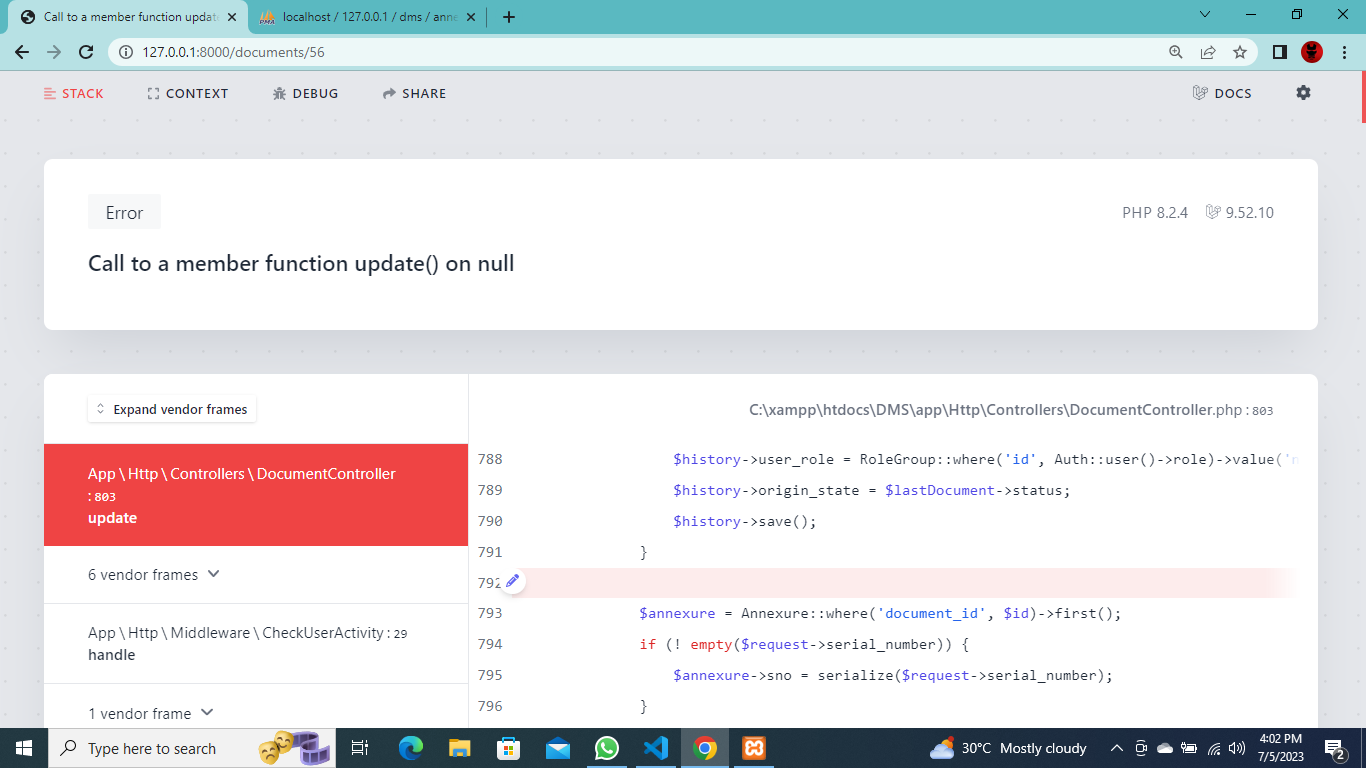 Call to a member function updat
localhost / 127.0.0.1 / dms / anne
127.0.0.1:8000/documents/56
STACK CONTEXT DEBUG SHARE DOCS
Error
PHP 8.2.4 9.52.10
Call to a member function update() on null
Expand vendor frames
C:\xampp\htdocs\DMS\app\Http\Controllers\DocumentController.php : 803
App \ Http \ Controllers \ DocumentController
: 803
update
6 vendor frames
App \ Http \ Middleware \ CheckUserActivity : 29
handle
1 vendor frame
788 $history->user_role = RoleGroup::where('id', Auth::user()->role)->value('n
789 $history->origin_state = $lastDocument->status;
790 $history->save();
791 }
792
793 $annexure = Annexure::where('document_id', $id)->first();
794 if (! empty($request->serial_number)) {
795 $annexure->sno = serialize($request->serial_number);
796 }
Type here to search
30°C Mostly cloudy
4:02 PM
7/5/2023
2